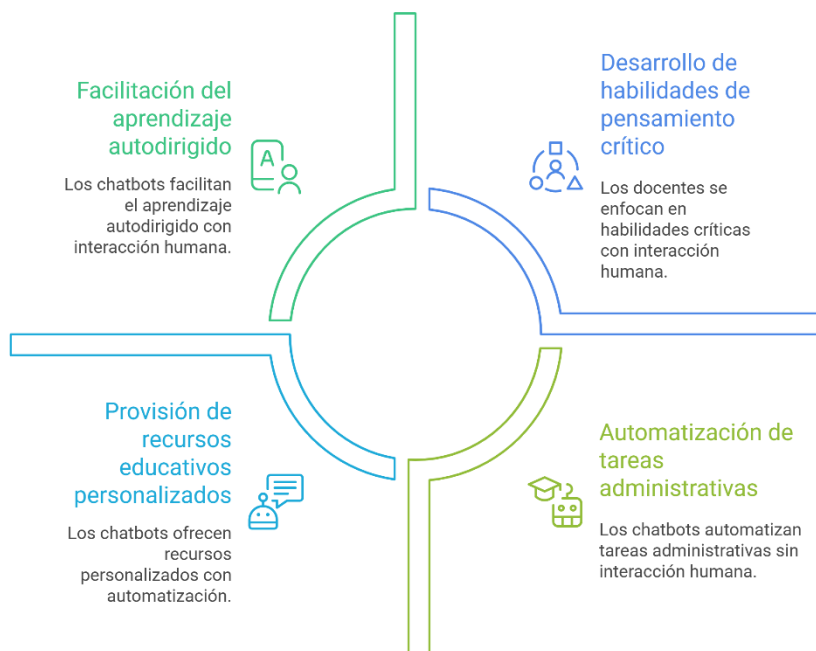 Facilitación del
aprendizaje
autodirigido
A
Los chatbots facilitan
el aprendizaje
autodirigido con
interacción humana.
Desarrollo de
habilidades de
pensamiento
crítico
Los docentes se
enfocan en
habilidades críticas
con interacción
humana.
Provisión de
recursos
educativos
personalizados
Los chatbots ofrecen
recursos
personalizados con
automatización.
Automatización de
tareas
administrativas
Los chatbots automatizan
tareas administrativas sin
interacción humana.